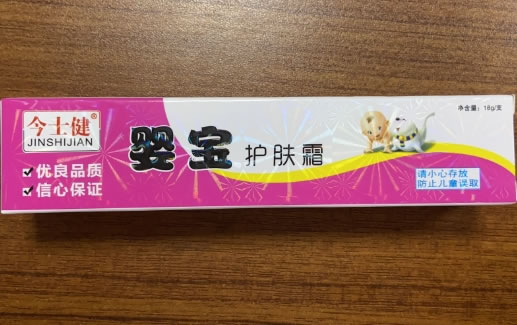 今士健®
JINSHIJIAN
优良品质
信心保证
婴宝 护肤霜
净含量：18g/支
请小心存放
防止儿童误取